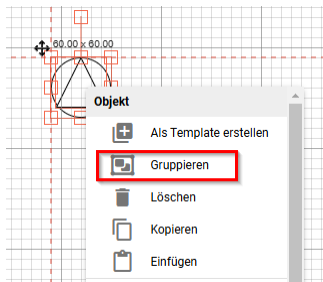 60.00 x 60.00
Objekt
Als Template erstellen
Gruppieren
Löschen
Kopieren
Einfügen